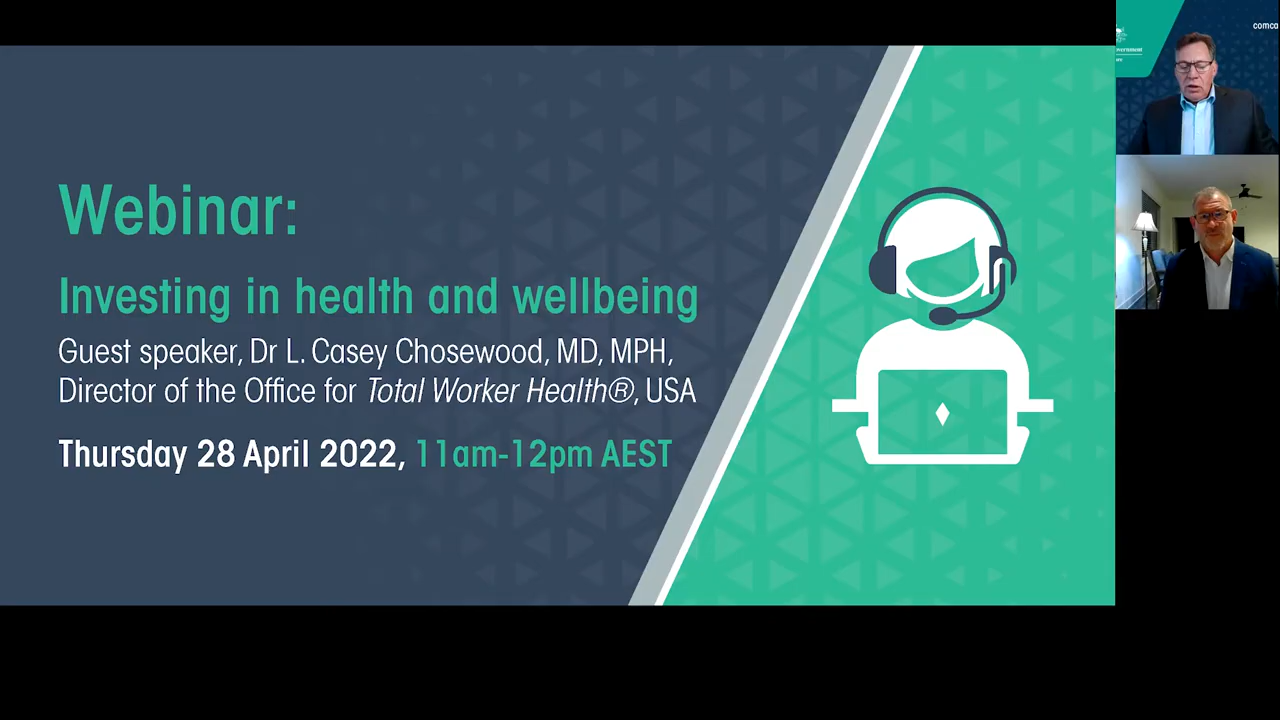 Webinar:
Investing in health and wellbeing
Guest speaker, Dr L. Casey Chosewood, MD, MPH,
Director of the Office for Total Worker Health®, USA
Thursday 28 April 2022, 11am-12pm AEST
comca